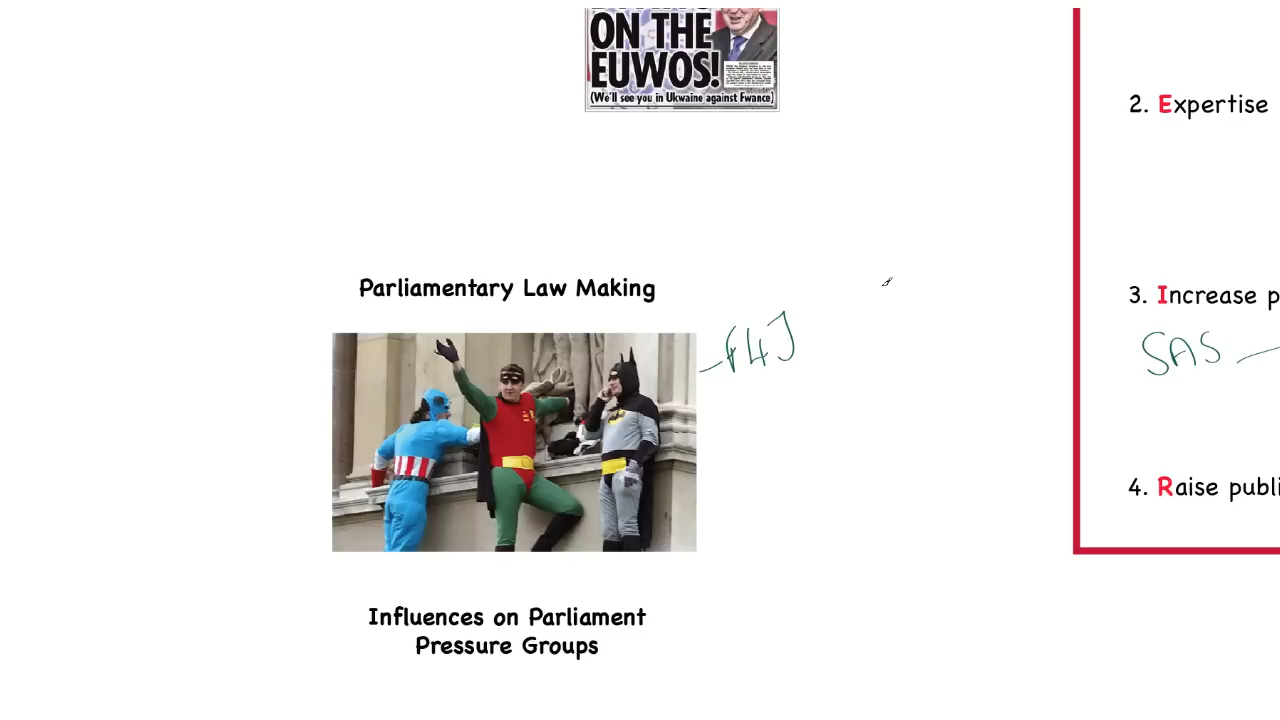 ON THE
EUWOS!
(We'll see you in Ukwaine against Fwance)
2. Expertise
Parliamentary Law Making
3. Increase p
F4J
SAS
4. Raise publi
Influences on Parliament
Pressure Groups